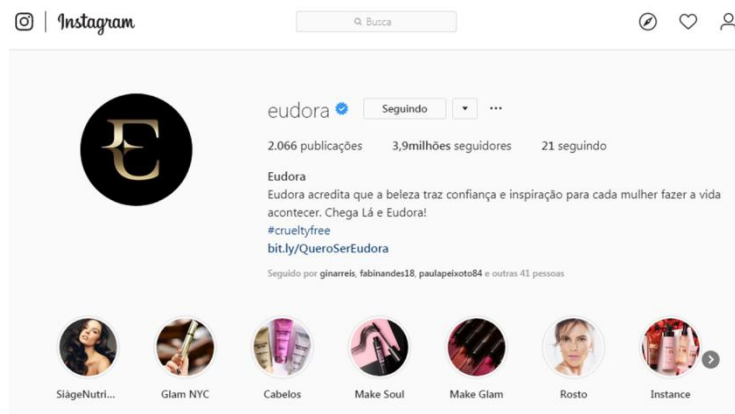 Instagram
Busca
eudora
Seguindo
2.066 publicações 3,9milhões seguidores 21 seguindo
Eudora
Eudora acredita que a beleza traz confiança e inspiração para cada mulher fazer a vida
acontecer. Chega Lá e Eudora!
#crueltyfree
bit.ly/QueroSerEudora
Seguido por ginarreis, fabinandes18, paulapeixoto84 e outras 41 pessoas
SiàgeNutri... Glam NYC Cabelos Make Soul Make Glam Rosto Instance